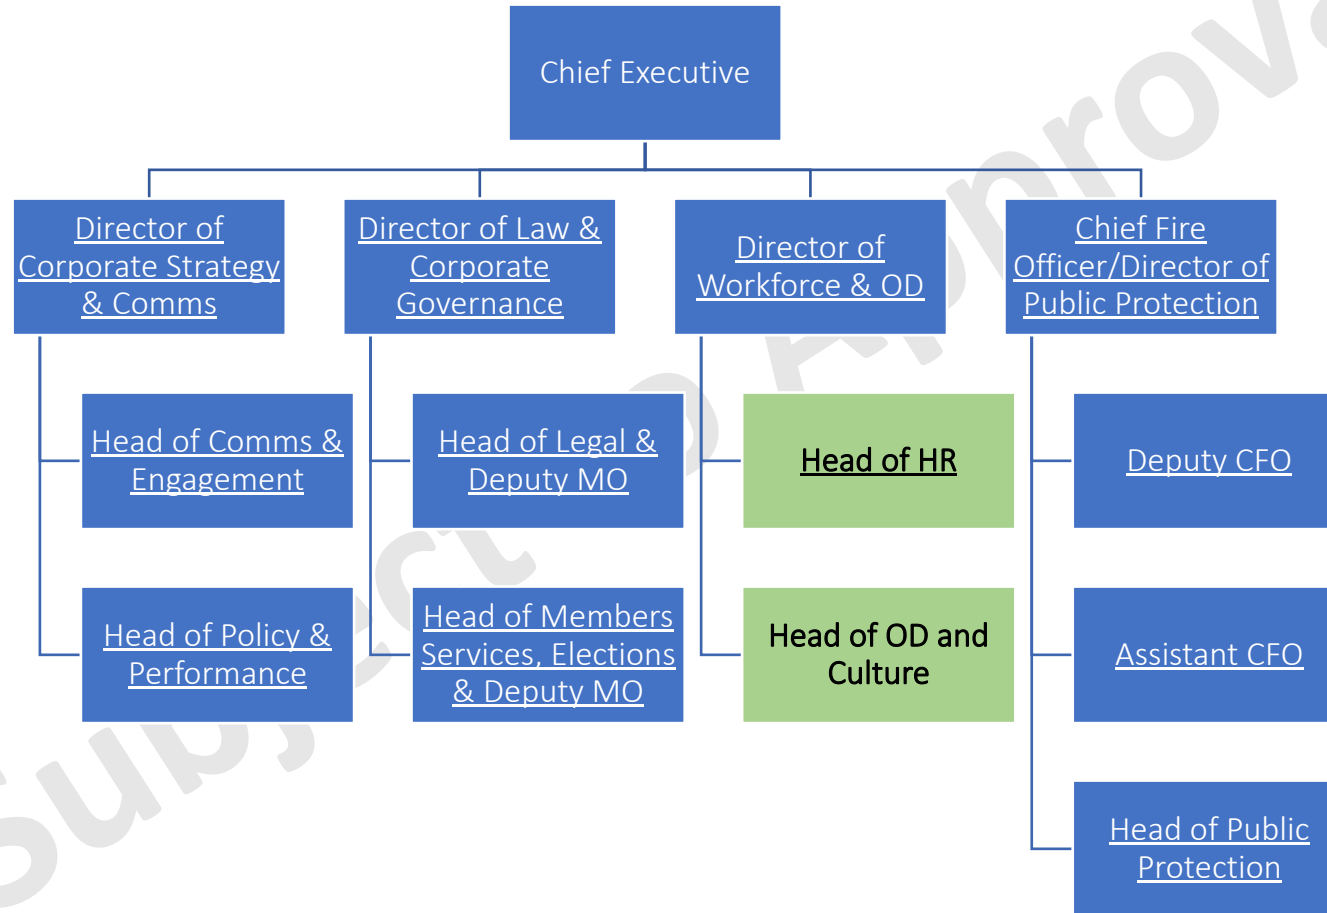 Chief Executive
Director of
Corporate Strategy
& Comms
Director of Law &
Corporate
Governance
Director of
Workforce & OD
Chief Fire
Officer/Director of
Public Protection
Head of Comms &
Engagement
Head of Legal &
Deputy MO
Head of HR
Deputy CFO
Head of Policy &
Performance
Head of Members
Services, Elections
& Deputy MO
Head of OD and
Culture
Assistant CFO
Head of Public
Protection
Subject to Approva